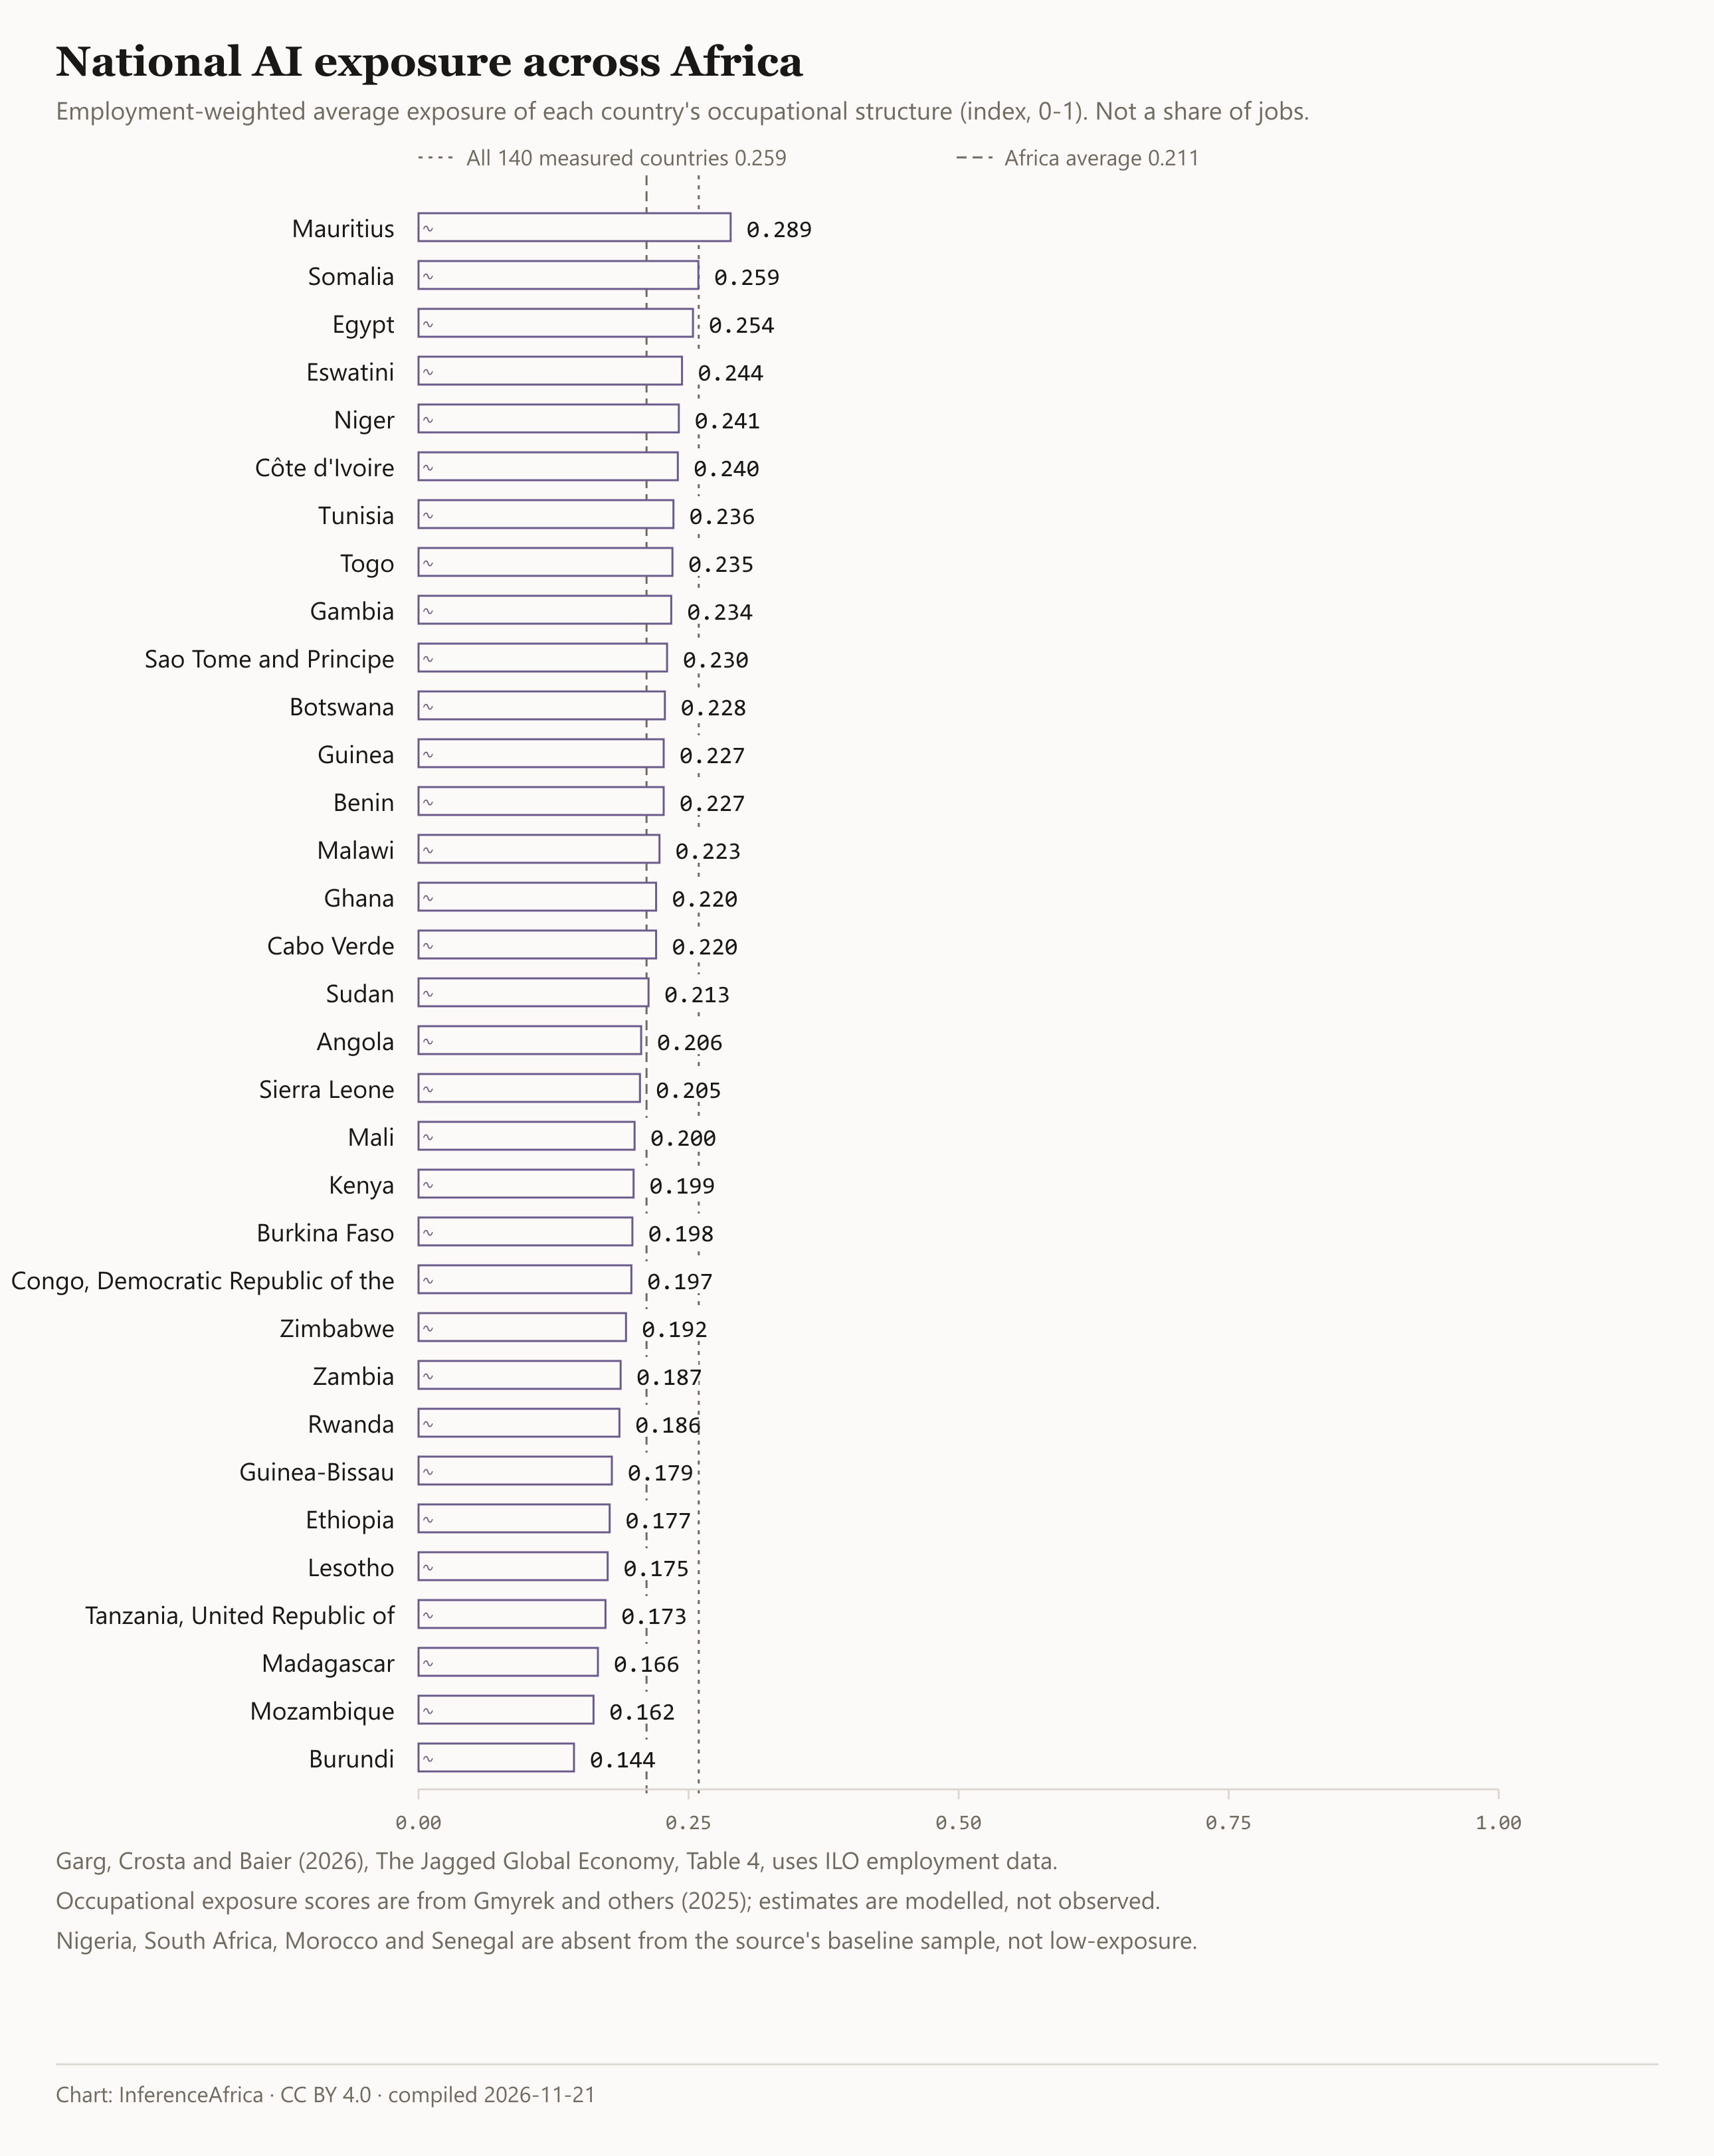 National AI exposure across Africa
Employment-weighted average exposure of each country's occupational structure (index, 0-1). Not a share of jobs.
All 140 measured countries 0.259 Africa average 0.211
Mauritius ~ 0.289
Somalia ~ 0.259
Egypt ~ 0.254
Eswatini ~ 0.244
Niger ~ 0.241
Côte d'Ivoire ~ 0.240
Tunisia ~ 0.236
Togo ~ 0.235
Gambia ~ 0.234
Sao Tome and Principe ~ 0.230
Botswana ~ 0.228
Guinea ~ 0.227
Benin ~ 0.227
Malawi ~ 0.223
Ghana ~ 0.220
Cabo Verde ~ 0.220
Sudan ~ 0.213
Angola ~ 0.206
Sierra Leone ~ 0.205
Mali ~ 0.200
Kenya ~ 0.199
Burkina Faso ~ 0.198
Congo, Democratic Republic of the ~ 0.197
Zimbabwe ~ 0.192
Zambia ~ 0.187
Rwanda ~ 0.186
Guinea-Bissau ~ 0.179
Ethiopia ~ 0.177
Lesotho ~ 0.175
Tanzania, United Republic of ~ 0.173
Madagascar ~ 0.166
Mozambique ~ 0.162
Burundi ~ 0.144
0.00 0.25 0.50 0.75 1.00
Garg, Crosta and Baier (2026), The Jagged Global Economy, Table 4, uses ILO employment data.
Occupational exposure scores are from Gmyrek and others (2025); estimates are modelled, not observed.
Nigeria, South Africa, Morocco and Senegal are absent from the source's baseline sample, not low-exposure.
Chart: InferenceAfrica · CC BY 4.0 · compiled 2026-11-21